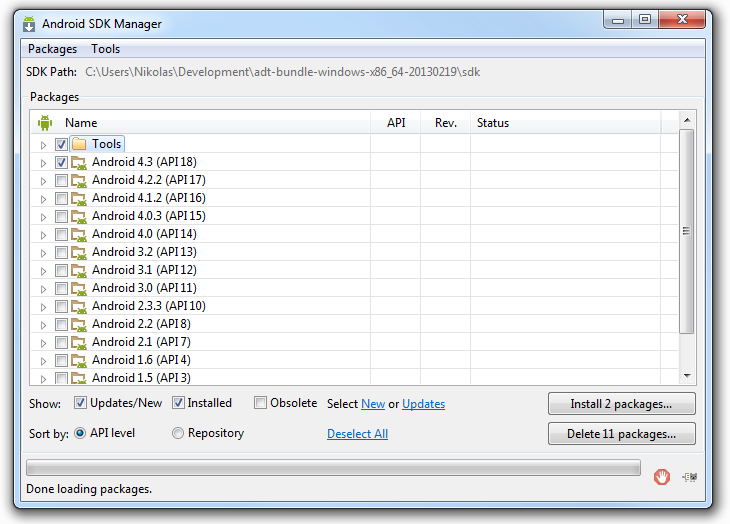 Android SDK Manager
Packages Tools
SDK Path: C:\Users\Nikolas\Development\adt-bundle-windows-x86_64-20130219\sdk
Packages
Name API Rev. Status
Tools
Android 4.3 (API 18)
Android 4.2.2 (API 17)
Android 4.1.2 (API 16)
Android 4.0.3 (API 15)
Android 4.0 (API 14)
Android 3.2 (API 13)
Android 3.1 (API 12)
Android 3.0 (API 11)
Android 2.3.3 (API 10)
Android 2.2 (API 8)
Android 2.1 (API 7)
Android 1.6 (API 4)
Android 1.5 (API 3)
Show: Updates/New Installed Obsolete Select New or Updates Install 2 packages...
Sort by: API level Repository Deselect All Delete 11 packages...
Done loading packages.